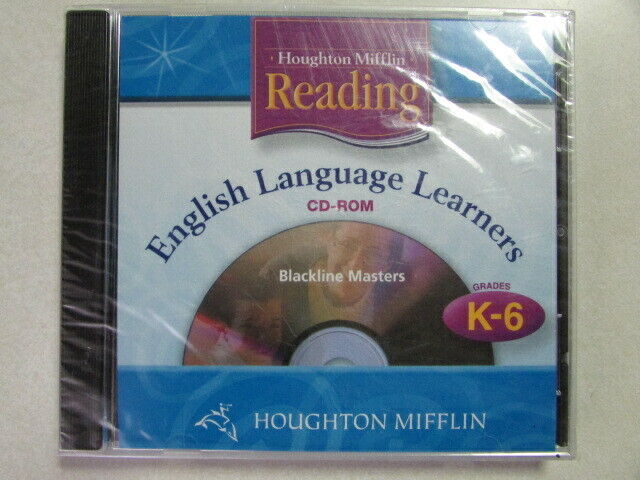 Houghton Mifflin
Reading
English Language Learners
CD-ROM
Blackline Masters
GRADES
K-6
HOUGHTON MIFFLIN